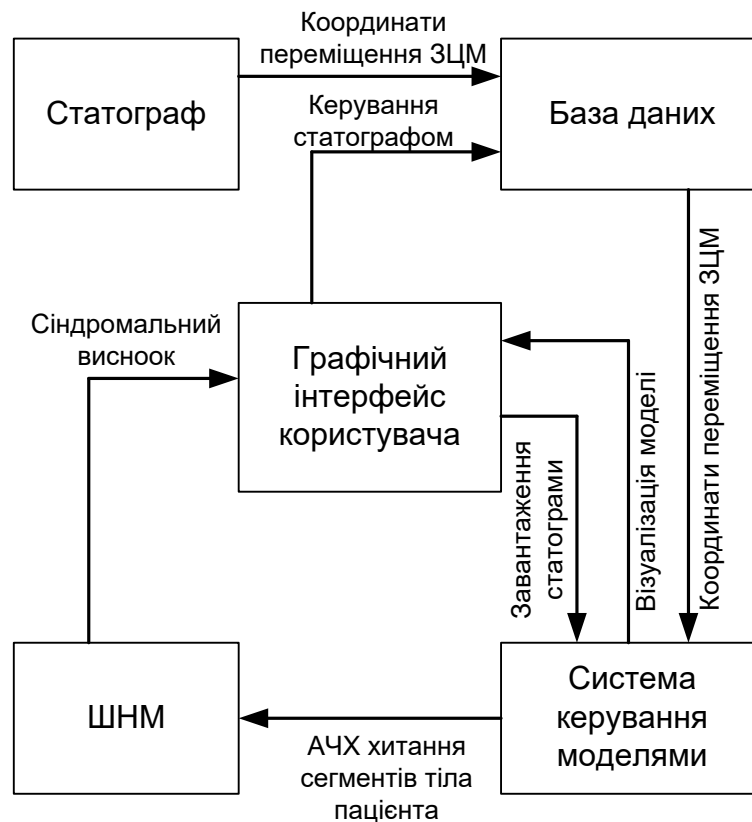 Координати
переміщення ЗЦМ
Статограф
База даних
Керування
статографом
Координати переміщення ЗЦМ
Сіндромальний
висноок
Графічний
інтерфейс
користувача
Візуалізація моделі
Завантаження
статограми
ШНМ
Система
керування
моделями
АЧХ хитання
сегментів тіла
пацієнта